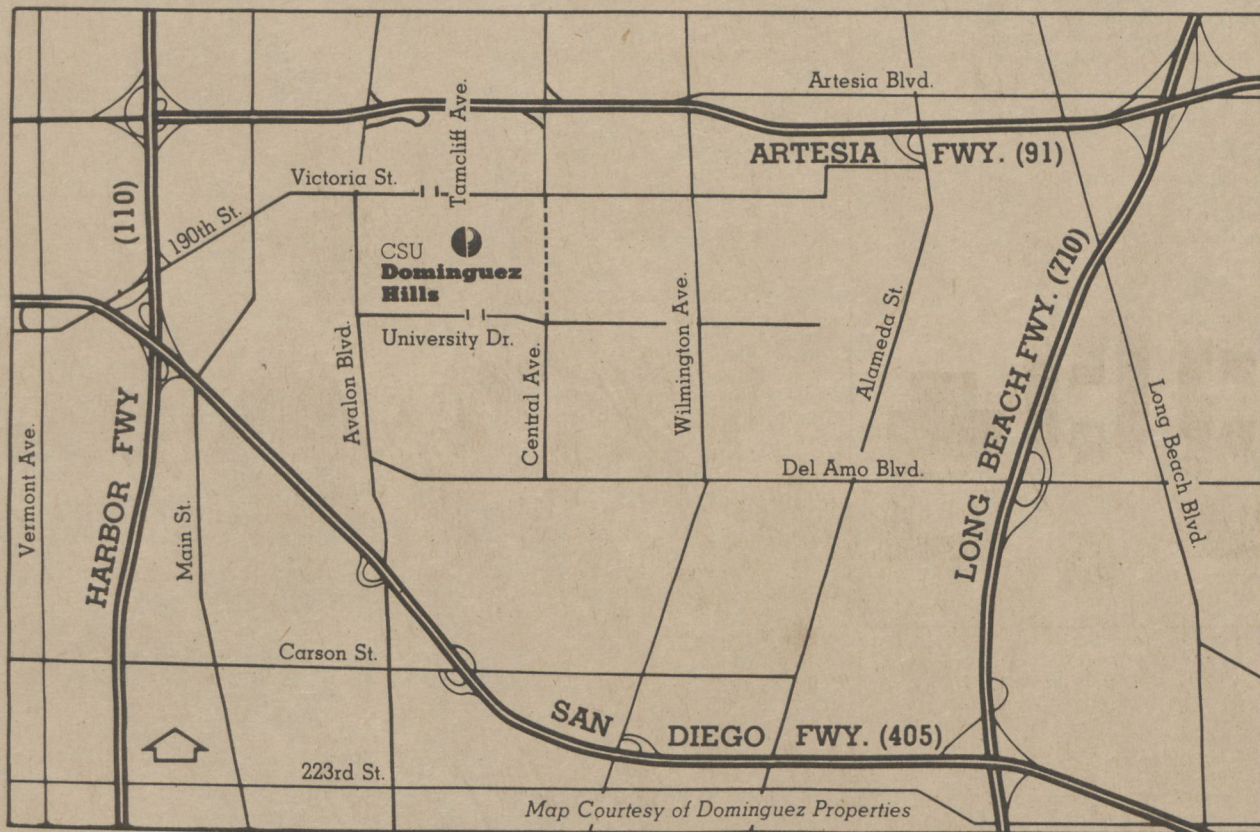 Artesia Blvd.
Tamcliff Ave.
ARTESIA FWY. (91)
Victoria St.
(110)
190th St.
CSU
Dominguez
Hills
LONG BEACH FWY. (710)
Wilmington Ave.
Alameda St.
University Dr.
Avalon Blvd.
Central Ave.
HARBOR FWY
Vermont Ave.
Long Beach Blvd.
Del Amo Blvd.
Main St.
Carson St.
SAN DIEGO FWY. (405)
223rd St.
Map Courtesy of Dominguez Properties